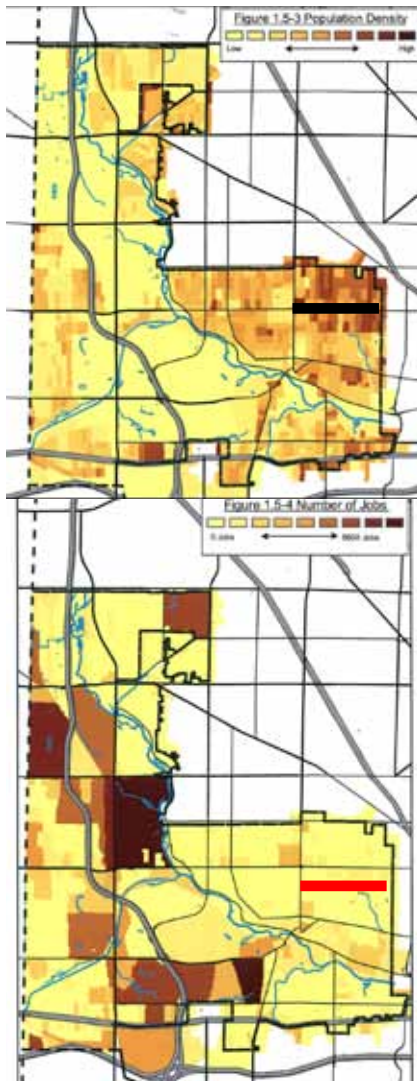 Figure 1.5-3 Population Density
Low
High
Figure 1.5-4 Number of Jobs
0 Jobs
Jobs